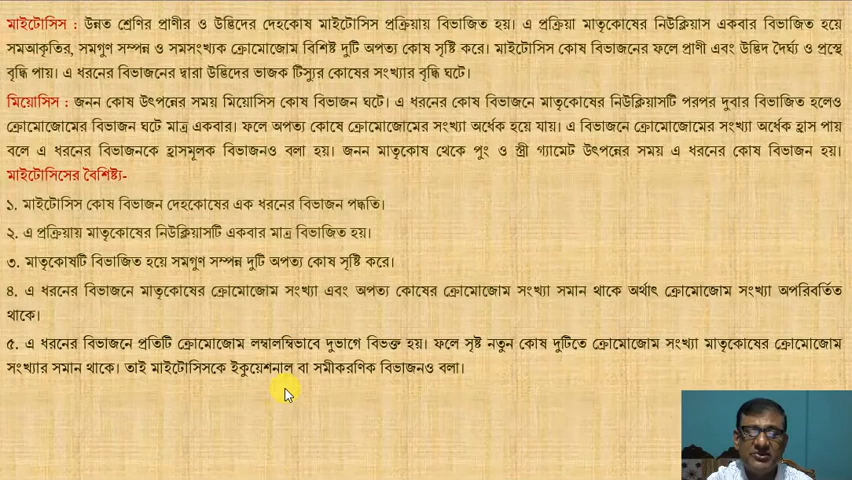 মাইটোসিস : উন্নত শ্রেণির প্রাণীর ও উদ্ভিদের দেহকোষ মাইটোসিস প্রক্রিয়ায় বিভাজিত হয়। এ প্রক্রিয়া মাতৃকোষের নিউক্লিয়াস একবার বিভাজিত হয়ে
সমআকৃতির, সমগুণ সম্পন্ন ও সমসংখ্যক ক্রোমোজোম বিশিষ্ট দুটি অপত্য কোষ সৃষ্টি করে। মাইটোসিস কোষ বিভাজনের ফলে প্রাণী এবং উদ্ভিদ দৈর্ঘ্য ও প্রস্থে
বৃদ্ধি পায়। এ ধরনের বিভাজনের দ্বারা উদ্ভিদের ভাজক টিস্যুর কোষের সংখ্যার বৃদ্ধি ঘটে।
মিয়োসিস : জনন কোষ উৎপন্নের সময় মিয়োসিস কোষ বিভাজন ঘটে। এ ধরনের কোষ বিভাজনে মাতৃকোষের নিউক্লিয়াসটি পরপর দুবার বিভাজিত হলেও
ক্রোমোজোমের বিভাজন ঘটে মাত্র একবার। ফলে অপত্য কোষে ক্রোমোজোমের সংখ্যা অর্ধেক হয়ে যায়। এ বিভাজনে ক্রোমোজোমের সংখ্যা অর্ধেক হ্রাস পায়
বলে এ ধরনের বিভাজনকে হ্রাসমূলক বিভাজনও বলা হয়। জনন মাতৃকোষ থেকে পুং ও স্ত্রী গ্যামেট উৎপন্নের সময় এ ধরনের কোষ বিভাজন হয়।
মাইটোসিসের বৈশিষ্ট্য-
১. মাইটোসিস কোষ বিভাজন দেহকোষের এক ধরনের বিভাজন পদ্ধতি।
২. এ প্রক্রিয়ায় মাতৃকোষের নিউক্লিয়াসটি একবার মাত্র বিভাজিত হয়।
৩. মাতৃকোষটি বিভাজিত হয়ে সমগুণ সম্পন্ন দুটি অপত্য কোষ সৃষ্টি করে।
৪. এ ধরনের বিভাজনে মাতৃকোষের ক্রোমোজোম সংখ্যা এবং অপত্য কোষের ক্রোমোজোম সংখ্যা সমান থাকে অর্থাৎ ক্রোমোজোম সংখ্যা অপরিবর্তিত
থাকে।
৫. এ ধরনের বিভাজনে প্রতিটি ক্রোমোজোম লম্বালম্বিভাবে দুভাগে বিভক্ত হয়। ফলে সৃষ্ট নতুন কোষ দুটিতে ক্রোমোজোম সংখ্যা মাতৃকোষের ক্রোমোজোম
সংখ্যার সমান থাকে। তাই মাইটোসিসকে ইকুয়েশনাল বা সমীকরণিক বিভাজনও বলা।